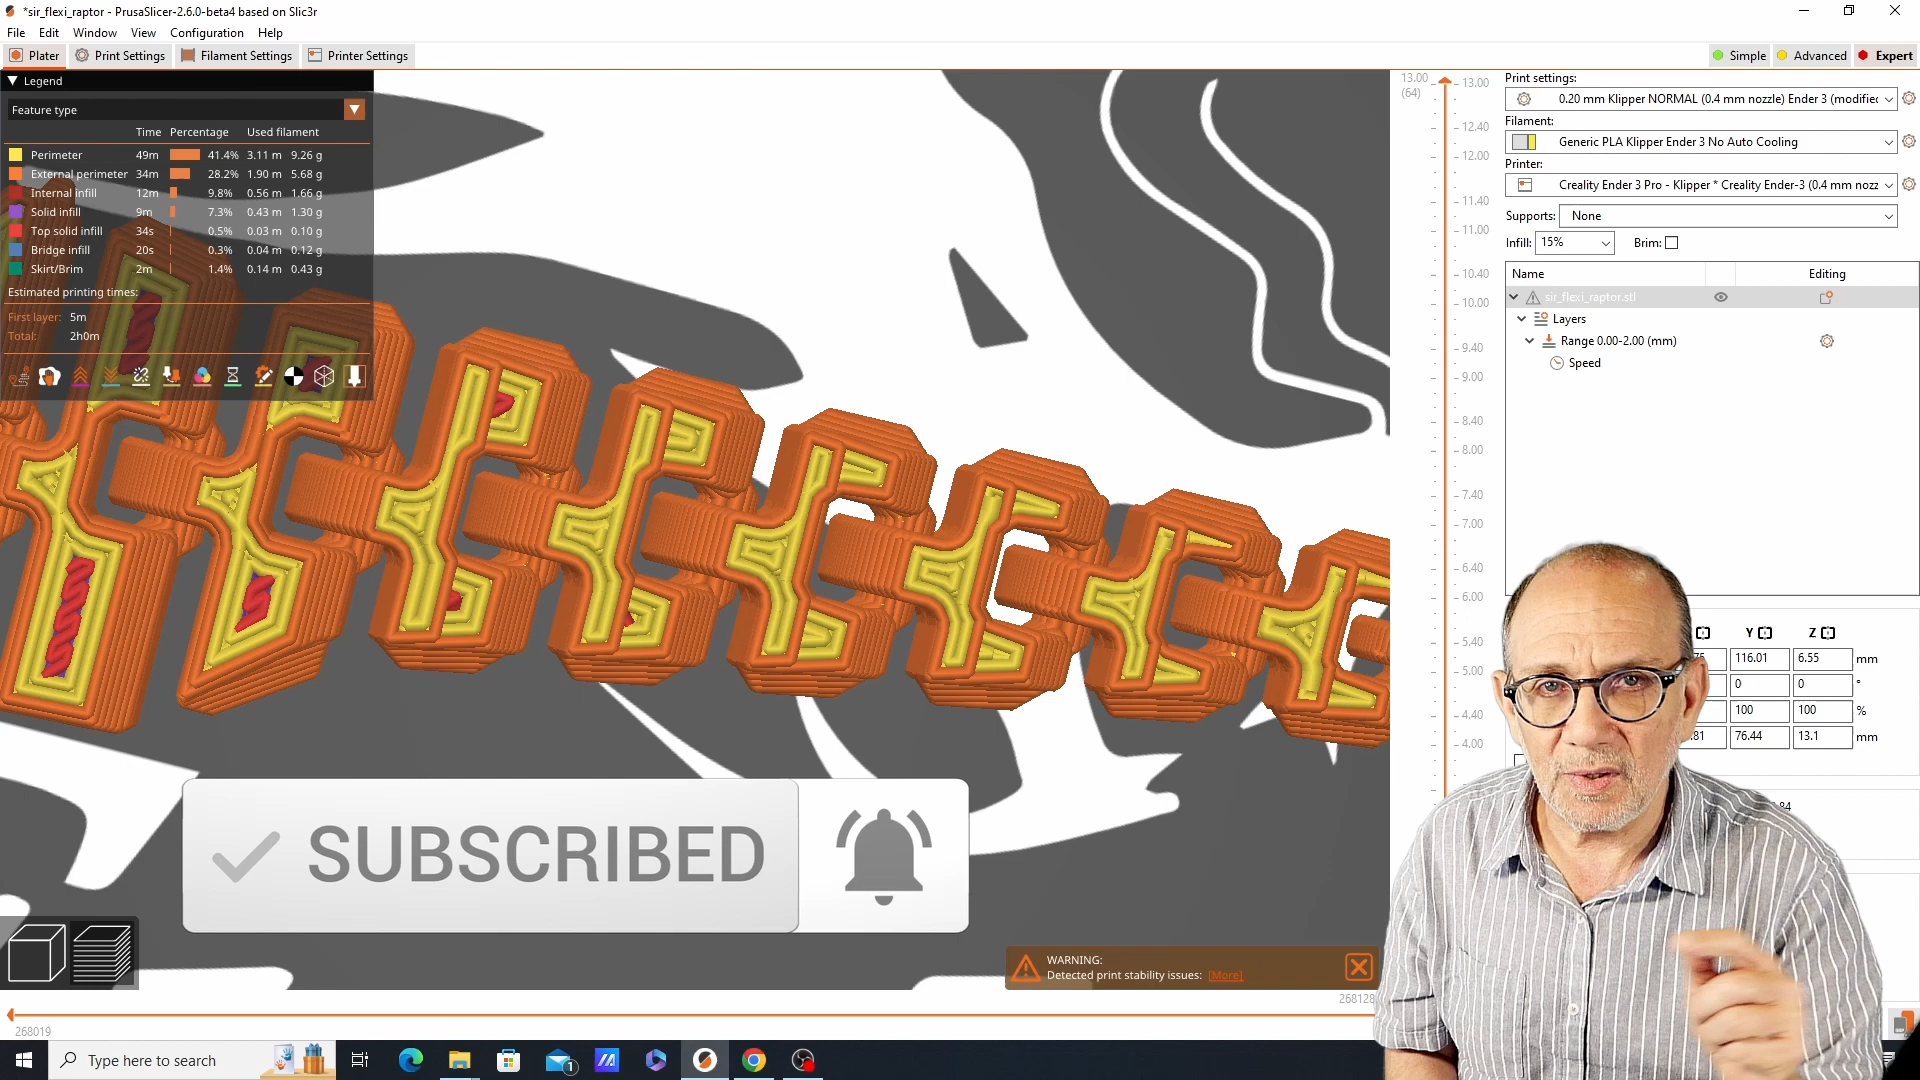 *sir_flexi_raptor - PrusaSlicer-2.6.0-beta4 based on Slic3r
File Edit Window View Configuration Help
Plater Print Settings Filament Settings Printer Settings
Simple Advanced Expert
Legend
Feature type
Time Percentage Used filament
Perimeter 49m 41.4% 3.11 m 9.26 g
External perimeter 34m 28.2% 1.90 m 5.68 g
Internal infill 12m 9.8% 0.56 m 1.66 g
Solid infill 9m 7.3% 0.43 m 1.30 g
Top solid infill 34s 0.5% 0.03 m 0.10 g
Bridge infill 20s 0.3% 0.04 m 0.12 g
Skirt/Brim 2m 1.4% 0.14 m 0.43 g
Estimated printing times:
First layer: 5m
Total: 2h0m
13.00
(64)
13.00
12.40
12.00
11.40
11.00
10.40
10.00
9.40
9.00
8.40
8.00
7.40
7.00
6.40
6.00
5.40
5.00
4.40
4.00
Print settings:
0.20 mm Klipper NORMAL (0.4 mm nozzle) Ender 3 (modified
Filament:
Generic PLA Klipper Ender 3 No Auto Cooling
Printer:
Creality Ender 3 Pro - Klipper * Creality Ender-3 (0.4 mm nozz
Supports: None
Infill: 15% Brim:
Name Editing
sir_flexi_raptor.stl
Layers
Range 0.00-2.00 (mm)
Speed
Y Z
116.01 6.55 mm
0 0 °
100 100 %
.81 76.44 13.1 mm
.84
SUBSCRIBED
WARNING:
Detected print stability issues: [More]
268128
268019
Type here to search
1